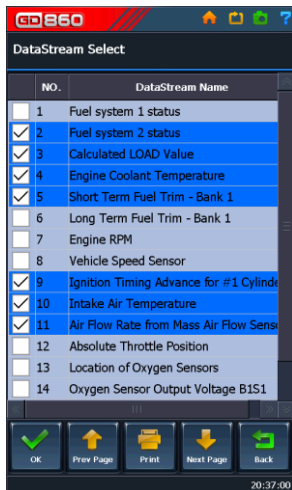 GD860
?
DataStream Select
NO. DataStream Name
1 Fuel system 1 status
2 Fuel system 2 status
3 Calculated LOAD Value
4 Engine Coolant Temperature
5 Short Term Fuel Trim - Bank 1
6 Long Term Fuel Trim - Bank 1
7 Engine RPM
8 Vehicle Speed Sensor
9 Ignition Timing Advance for #1 Cylinde
10 Intake Air Temperature
11 Air Flow Rate from Mass Air Flow Sens
12 Absolute Throttle Position
13 Location of Oxygen Sensors
14 Oxygen Sensor Output Voltage B1S1
OK Prev Page Print Next Page Back
20:37:00